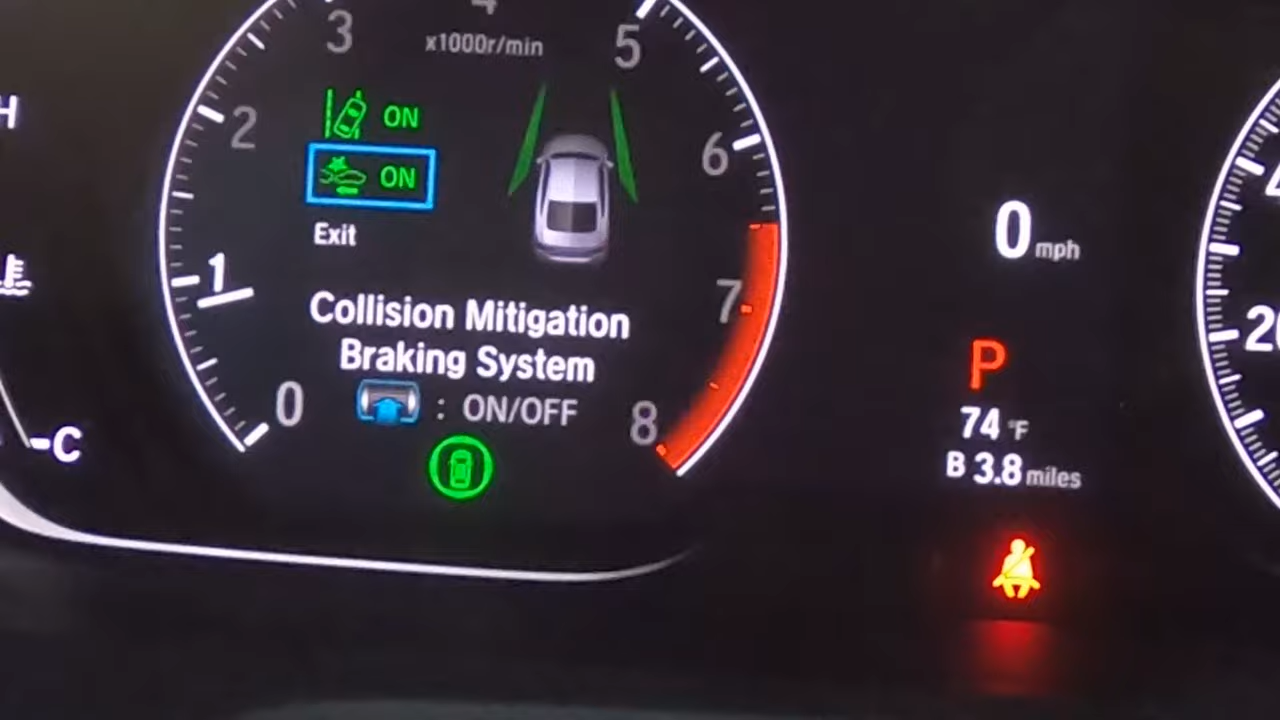 4
3
x1000r/min
5
H
ON
2
6
ON
Exit
0 mph
1
7
Collision Mitigation
Braking System
P
0
: ON/OFF
8
74 °F
C
B 3.8 miles